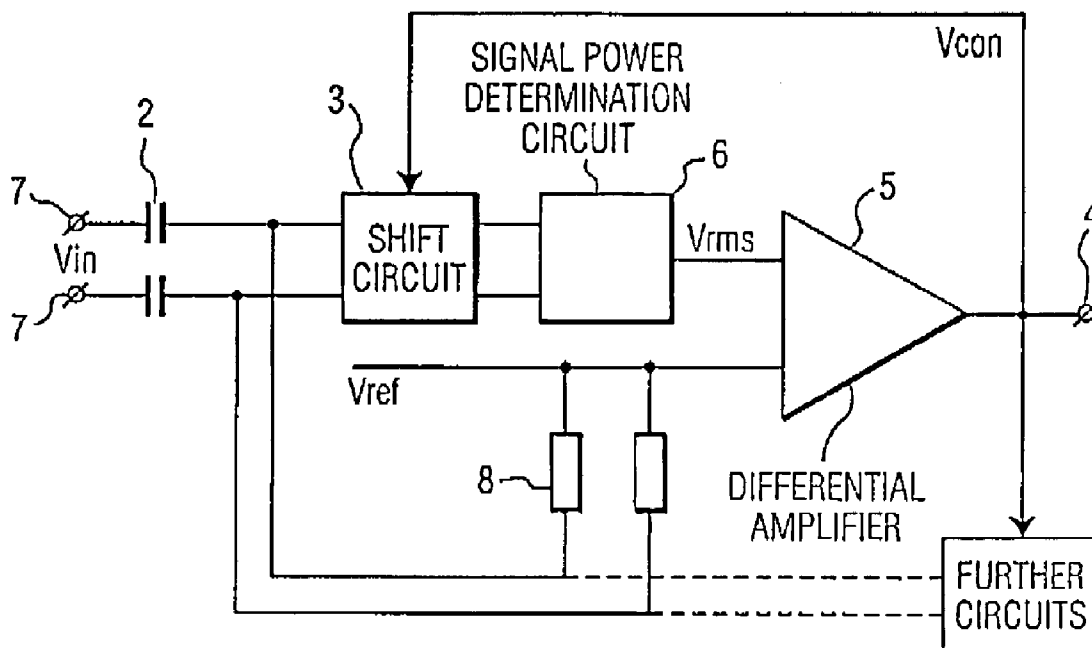 Vcon
SIGNAL POWER
DETERMINATION
CIRCUIT
3
2
6
5
4
7
Vin
7
SHIFT
CIRCUIT
Vrms
Vref
8
DIFFERENTIAL
AMPLIFIER
FURTHER
CIRCUITS